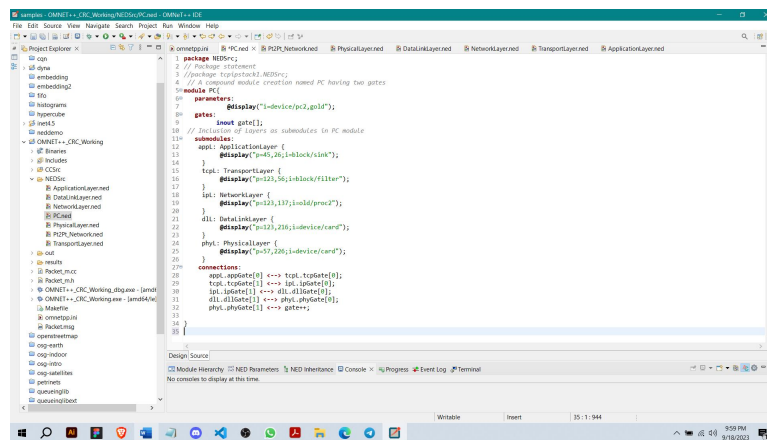 samples - OMNET++_CRC_Working/NEDSrc/PC.ned - OMNeT++ IDE
File Edit Source View Navigate Search Project Run Window Help
Project Explorer
cqn
dyna
embedding
embedding2
fifo
histograms
hypercube
inet4.5
neddemo
OMNET++_CRC_Working
Binaries
Includes
CCSrc
NEDSrc
ApplicationLayer.ned
DataLinkLayer.ned
NetworkLayer.ned
PC.ned
PhysicalLayer.ned
Pt2Pt_Network.ned
TransportLayer.ned
out
results
Packet_m.cc
Packet_m.h
OMNET++_CRC_Working_dbg.exe - [amd6
OMNET++_CRC_Working.exe - [amd64/le]
Makefile
omnetpp.ini
Packet.msg
openstreetmap
osg-earth
osg-indoor
osg-intro
osg-satellites
petrinets
queueinglib
queueinglibext
omnetpp.ini *PC.ned Pt2Pt_Network.ned PhysicalLayer.ned DataLinkLayer.ned NetworkLayer.ned TransportLayer.ned ApplicationLayer.ned
1 package NEDSrc;
2 // Package statement
3 //package tcpipstack1.NEDSrc;
4 // A compound module creation named PC having two gates
5 module PC{
6 parameters:
7 @display("i=device/pc2,gold");
8 gates:
9 inout gate[];
10 // Inclusion of Layers as submodules in PC module
11 submodules:
12 appL: ApplicationLayer {
13 @display("p=45,26;i=block/sink");
14 }
15 tcpL: TransportLayer {
16 @display("p=123,56;i=block/filter");
17 }
18 ipL: NetworkLayer {
19 @display("p=123,137;i=old/proc2");
20 }
21 dlL: DataLinkLayer {
22 @display("p=123,216;i=device/card");
23 }
24 phyL: PhysicalLayer {
25 @display("p=57,226;i=device/card");
26 }
27 connections:
28 appL.appGate[0] <--> tcpL.tcpGate[0];
29 tcpL.tcpGate[1] <--> ipL.ipGate[0];
30 ipL.ipGate[1] <--> dlL.dllGate[0];
31 dlL.dllGate[1] <--> phyL.phyGate[0];
32 phyL.phyGate[1] <--> gate++;
33
34 }
35
Design Source
Module Hierarchy NED Parameters NED Inheritance Console Progress Event Log Terminal
No consoles to display at this time.
Writable Insert 35 : 1 : 944
9:59 PM
9/18/2023